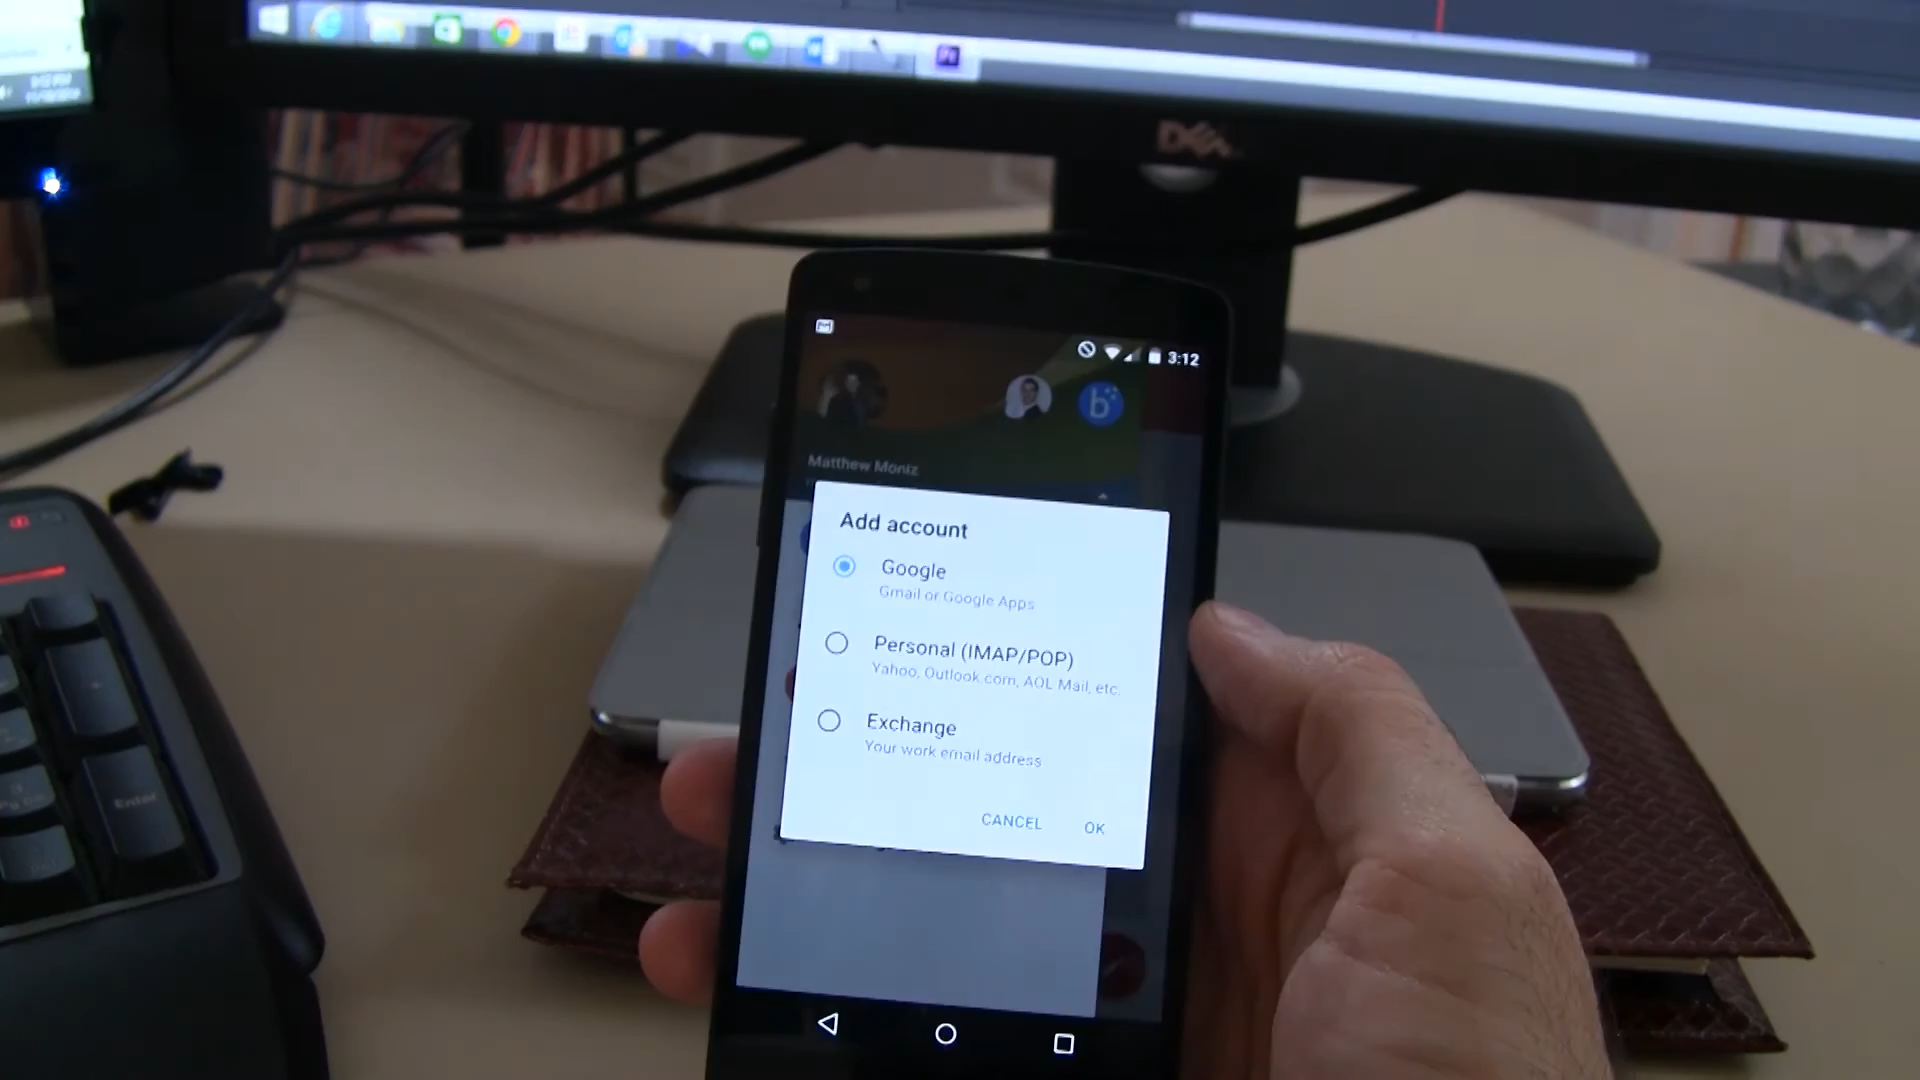 DELL
3:12
b
Matthew Moniz
Add account
Google
Gmail or Google Apps
Personal (IMAP/POP)
Yahoo, Outlook.com, AOL Mail, etc.
Exchange
Your work email address
CANCEL OK
Enter